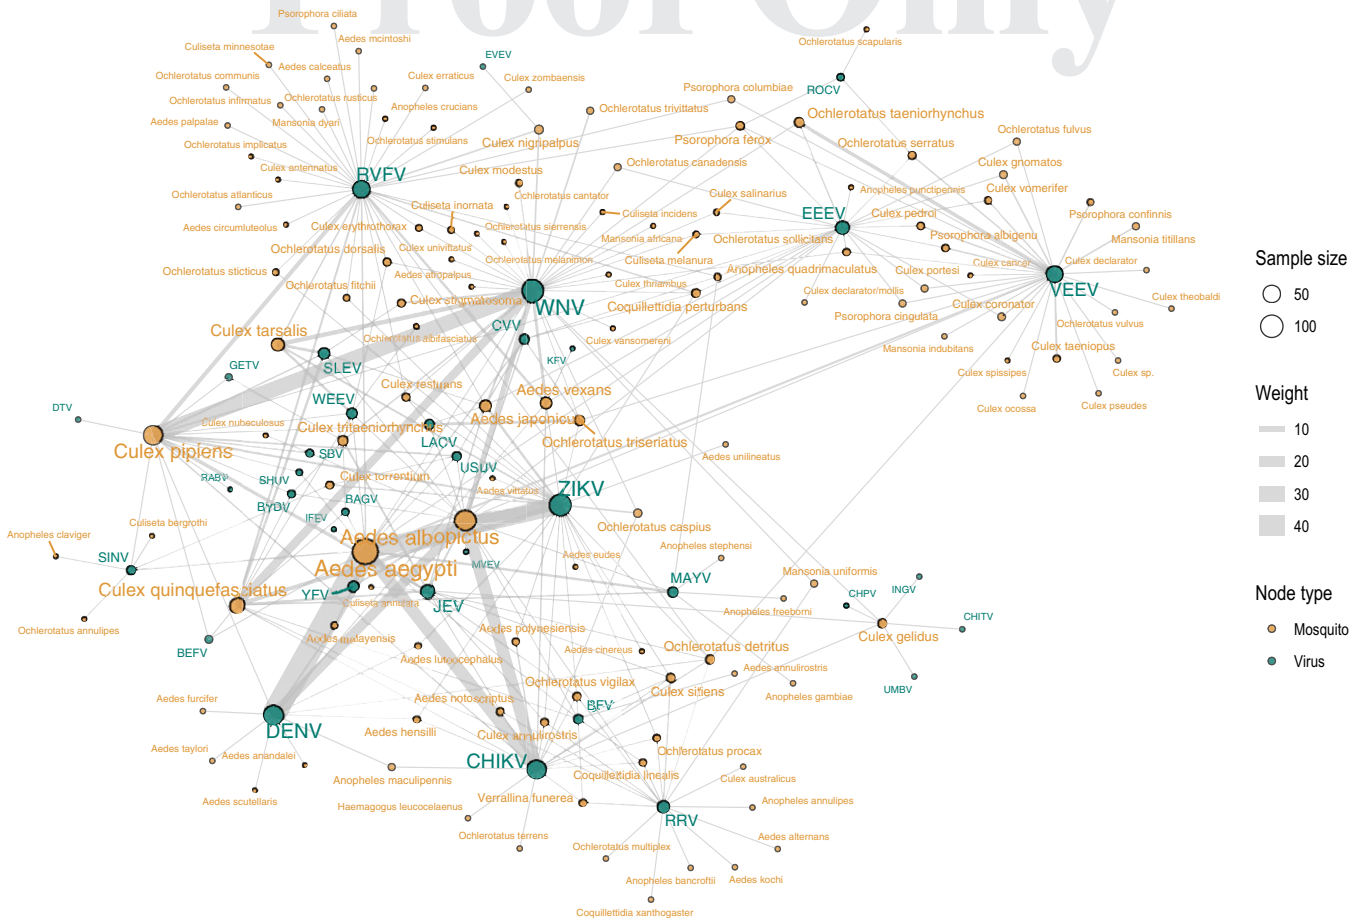 Proof Only
Psorophora ciliata
Ochlerotatus scapularis
Aedes mcintoshi
Culiseta minnesotae
EVEV
Aedes calceatus
Ochlerotatus communis
Culex erraticus
Culex zombaensis
Psorophora columbiae
ROCV
Ochlerotatus infirmatus
Ochlerotatus rusticus
Anopheles crucians
Ochlerotatus trivittatus
Ochlerotatus taeniorhynchus
Aedes palpalae
Mansonia dyari
Ochlerotatus fulvus
Ochlerotatus implicatus
Ochlerotatus stimulans
Culex nigripalpus
Psorophora ferox
Ochlerotatus serratus
Culex antennatus
RVFV
Culex modestus
Ochlerotatus canadensis
Culex gnomatos
Ochlerotatus atlanticus
Ochlerotatus cantator
Culex salinarius
Anopheles punctipennis
Culex vomerifer
Culiseta inornata
Culiseta incidens
EEEV
Culex pedroi
Psorophora confinnis
Aedes circumluteolus
Culex erythrothorax
Ochlerotatus sierrensis
Mansonia africana
Ochlerotatus sollicitans
Psorophora albigenu
Mansonia titillans
Ochlerotatus dorsalis
Culex univittatus
Ochlerotatus melanimon
Culiseta melanura
Culex cancer
Culex declarator
Ochlerotatus sticticus
Aedes atropalpus
Anopheles quadrimaculatus
Culex portesi
Ochlerotatus fitchii
Culex thriambus
Culex declarator/mollis
VEEV
Culex theobaldi
Culex stigmatosoma
WNV
Coquillettidia perturbans
Culex coronator
Psorophora cingulata
Ochlerotatus vulvus
Culex tarsalis
Ochlerotatus albifasciatus
CVV
Culex vansomereni
Mansonia indubitans
Culex taeniopus
GETV
SLEV
KFV
Culex spissipes
Culex sp.
Culex restuans
Aedes vexans
DTV
WEEV
Culex ocossa
Culex pseudes
Culex nubeculosus
Culex tritaeniorhynchus
Aedes japonicus
Culex pipiens
SBV
LACV
Ochlerotatus triseriatus
Aedes unilineatus
RABV
SHUV
Culex torrentium
USUV
BYDV
BAGV
Aedes vittatus
ZIKV
Culiseta bergrothi
IFEV
Ochlerotatus caspius
Anopheles claviger
Aedes albopictus
Anopheles stephensi
SINV
Aedes aegypti
MVEV
Aedes eudes
Mansonia uniformis
Culex quinquefasciatus
YFV
Culiseta annulata
JEV
MAYV
CHPV
INGV
Anopheles freeborni
CHITV
Ochlerotatus annulipes
Aedes malayensis
Aedes polynesiensis
Culex gelidus
BEFV
Aedes luteocephalus
Aedes cinereus
Ochlerotatus detritus
Aedes annulirostris
Aedes furcifer
Aedes notoscriptus
Ochlerotatus vigilax
Culex sitiens
Anopheles gambiae
UMBV
DENV
Aedes hensilli
Culex annulirostris
BFV
Aedes taylori
Aedes anandalei
CHIKV
Ochlerotatus procax
Anopheles maculipennis
Coquillettidia linealis
Culex australicus
Aedes scutellaris
Haemagogus leucocelaenus
Verrallina funerea
Anopheles annulipes
Ochlerotatus terrens
RRV
Aedes alternans
Ochlerotatus multiplex
Anopheles bancroftii
Aedes kochi
Coquillettidia xanthogaster
Sample size
50
100
Weight
10
20
30
40
Node type
Mosquito
Virus